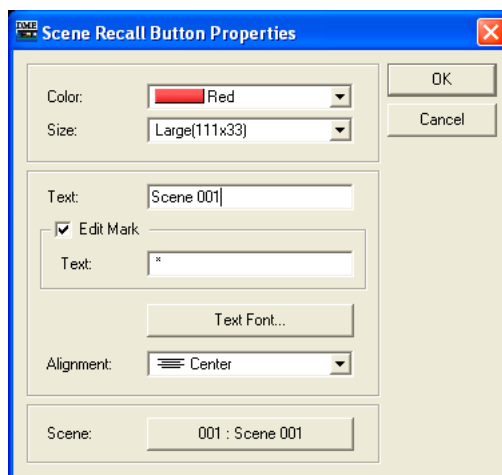 DME Scene Recall Button Properties
Color: Red
OK
Size: Large(111x33)
Cancel
Text: Scene 001
Edit Mark
Text: *
Text Font...
Alignment: Center
Scene: 001 : Scene 001